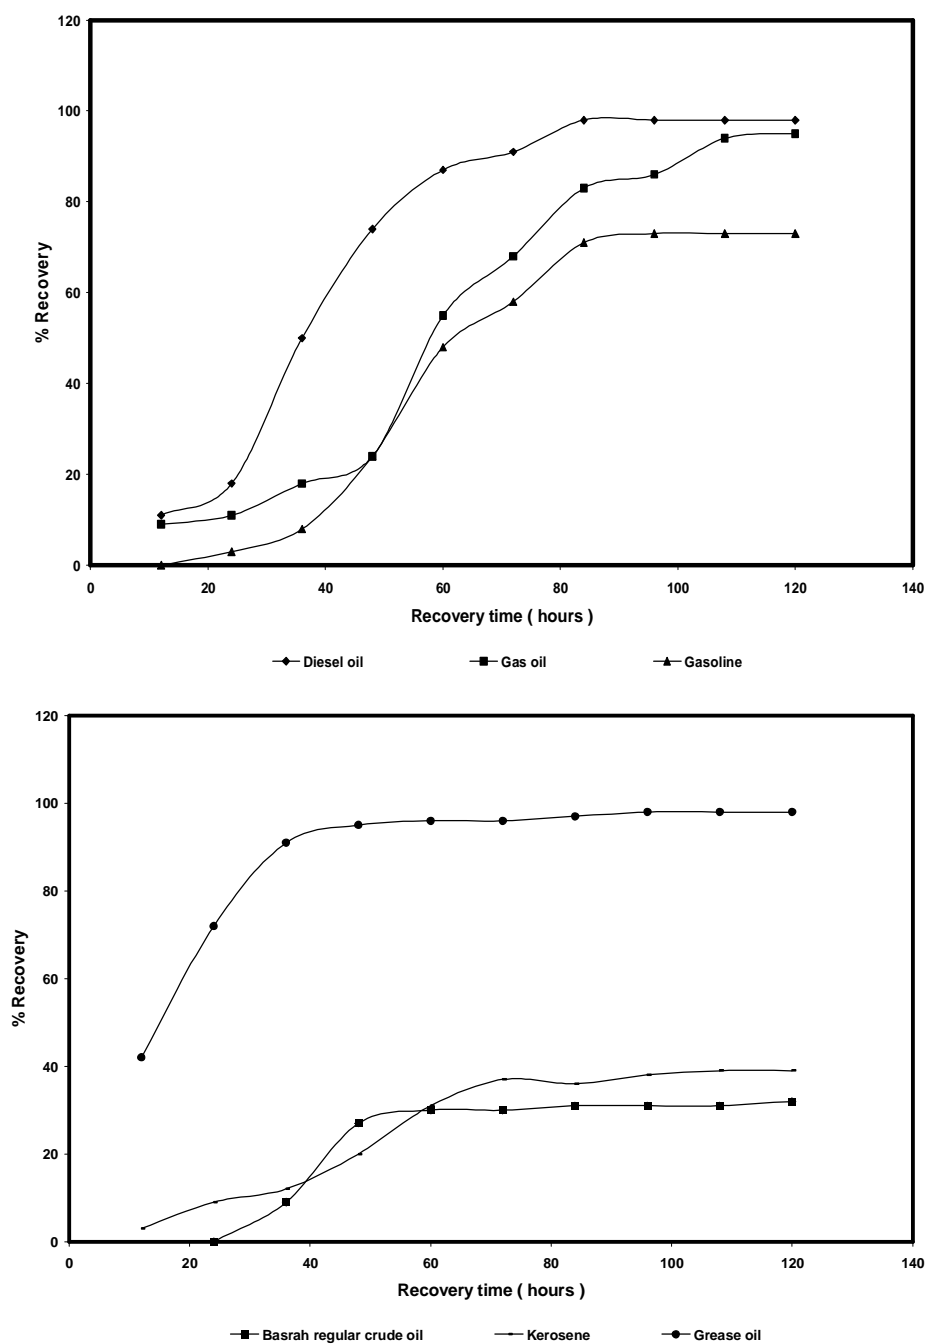 120
100
80
60
40
20
0
% Recovery
0 20 40 60 80 100 120 140
Recovery time ( hours )
Diesel oil Gas oil Gasoline
120
100
80
60
40
20
0
% Recovery
0 20 40 60 80 100 120 140
Recovery time ( hours )
Basrah regular crude oil Kerosene Grease oil